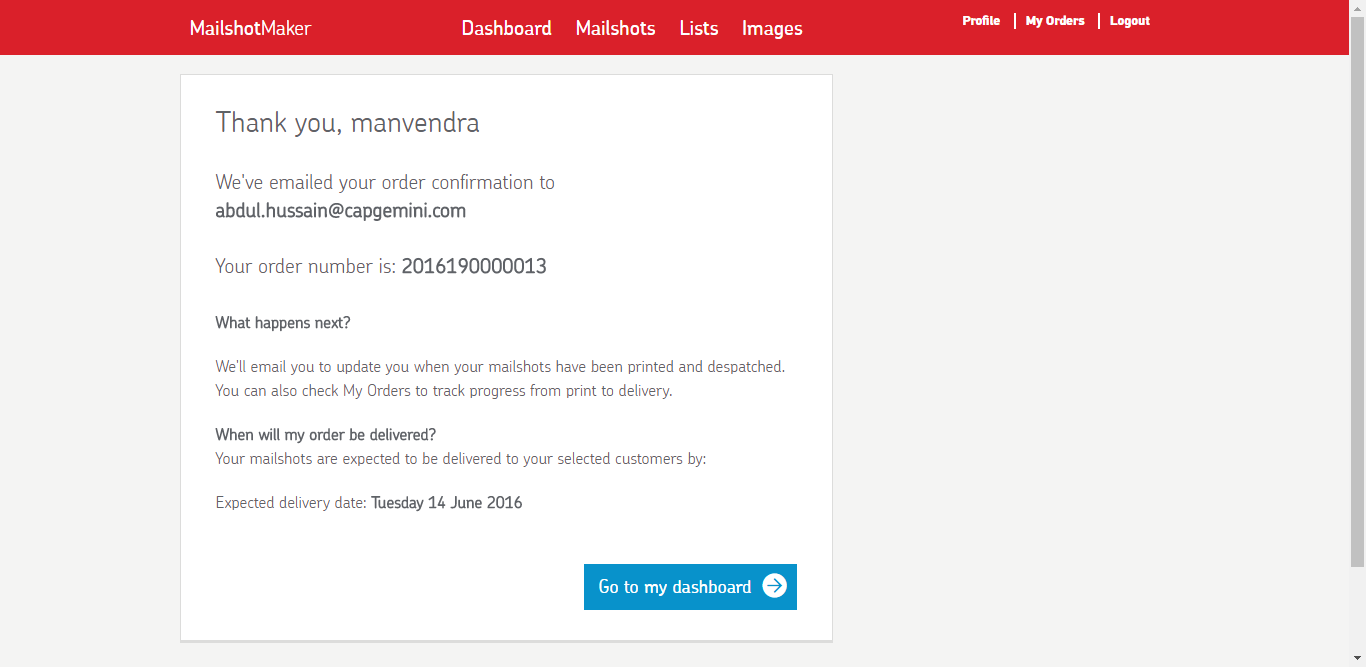 MailshotMaker
Dashboard Mailshots Lists Images
Profile My Orders Logout
Thank you, manvendra
We've emailed your order confirmation to
abdul.hussain@capgemini.com
Your order number is: 2016190000013
What happens next?
We'll email you to update you when your mailshots have been printed and despatched.
You can also check My Orders to track progress from print to delivery.
When will my order be delivered?
Your mailshots are expected to be delivered to your selected customers by:
Expected delivery date: Tuesday 14 June 2016
Go to my dashboard